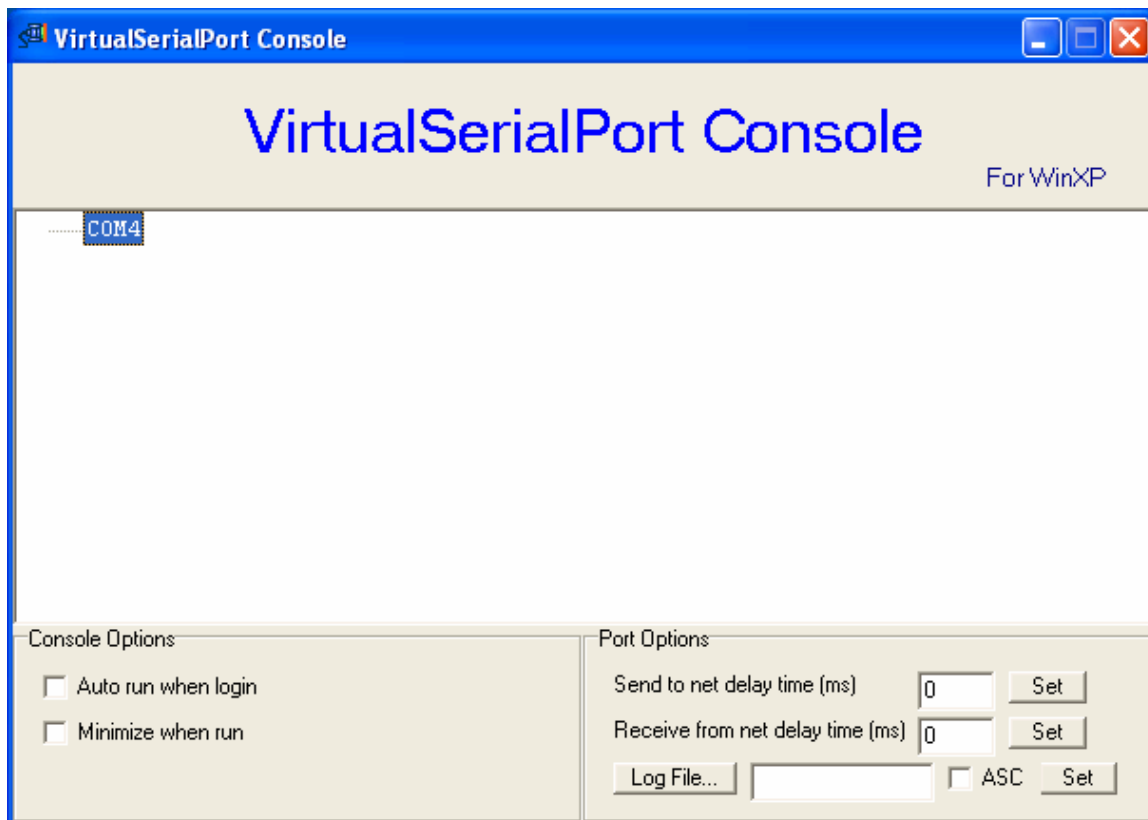 VirtualSerialPort Console
VirtualSerialPort Console
For WinXP
COM4
Console Options
Auto run when login
Minimize when run
Port Options
Send to net delay time (ms) 0 Set
Receive from net delay time (ms) 0 Set
Log File... ASC Set